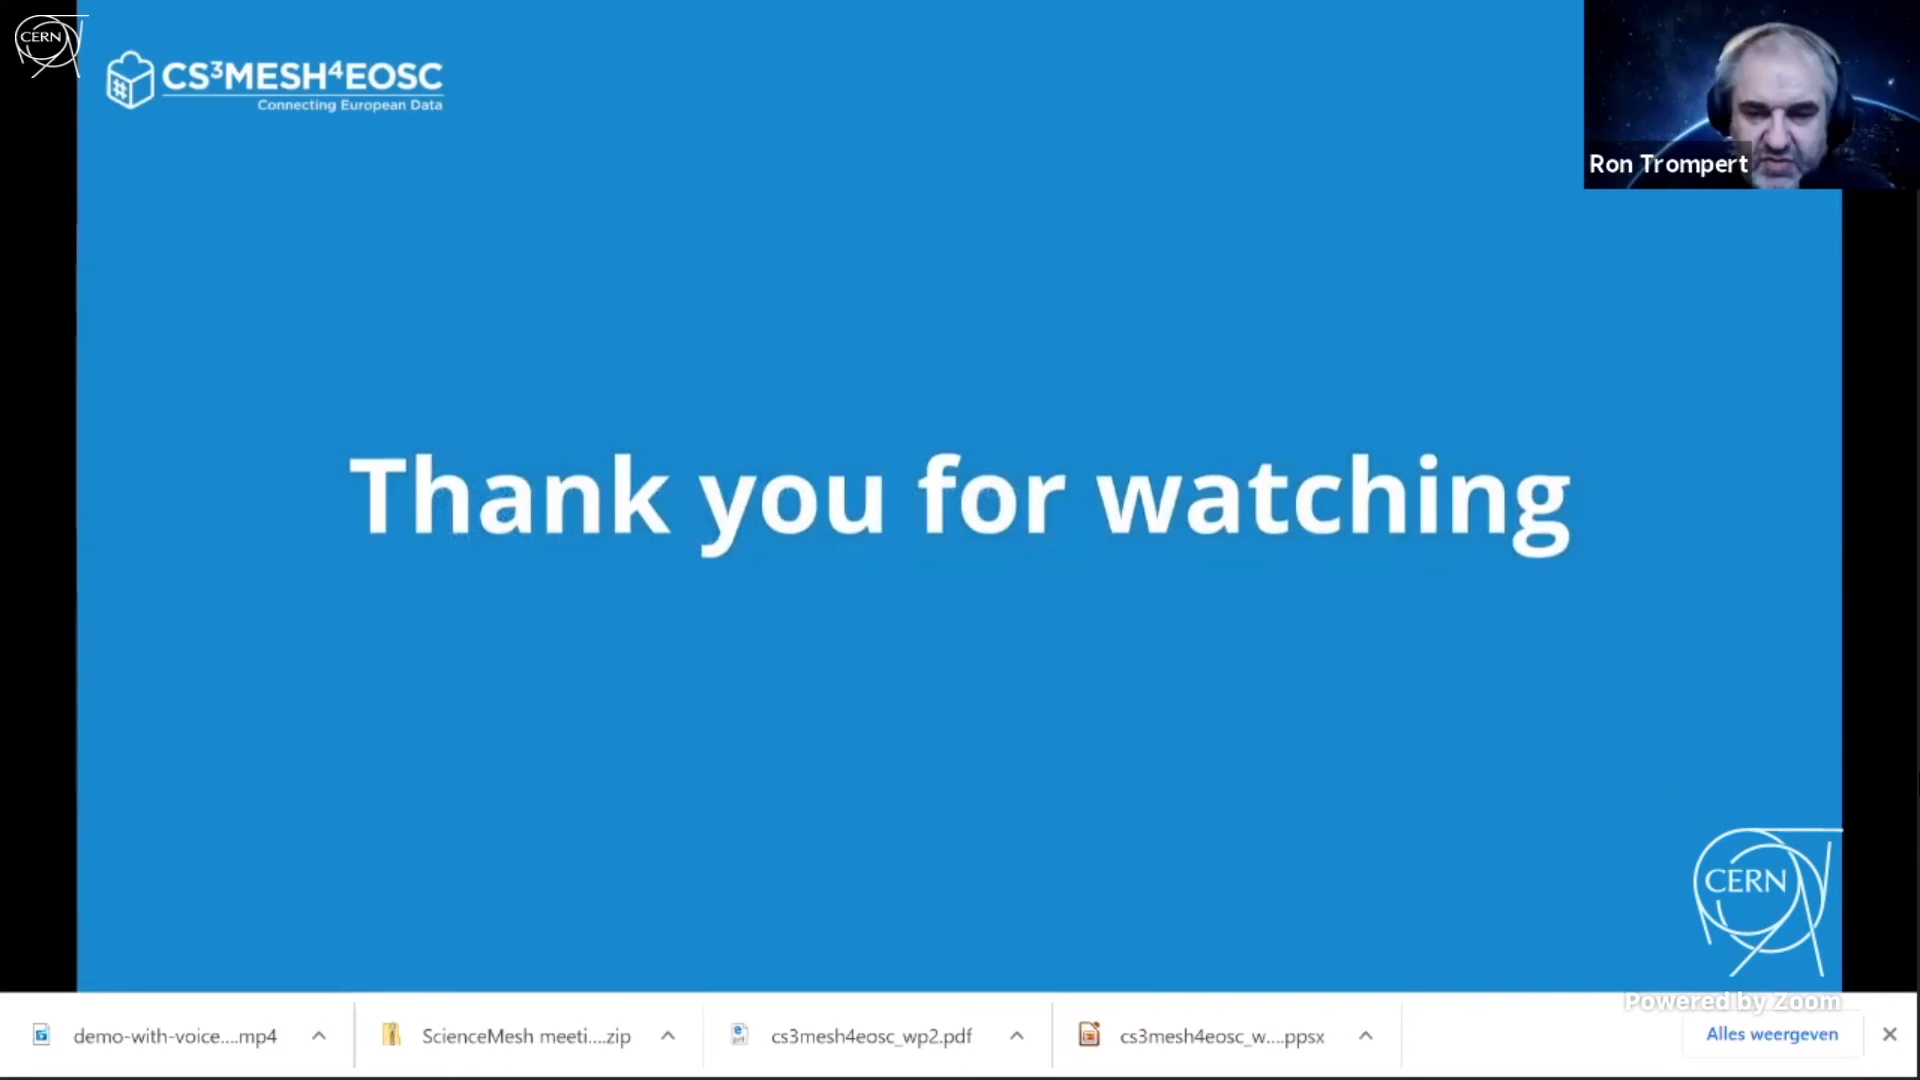 CERN
CS³MESH⁴EOSC
Connecting European Data
Ron Trompert
Thank you for watching
CERN
Powered by Zoom
demo-with-voice....mp4
ScienceMesh meeti....zip
cs3mesh4eosc_wp2.pdf
cs3mesh4eosc_w....ppsx
Alles weergeven